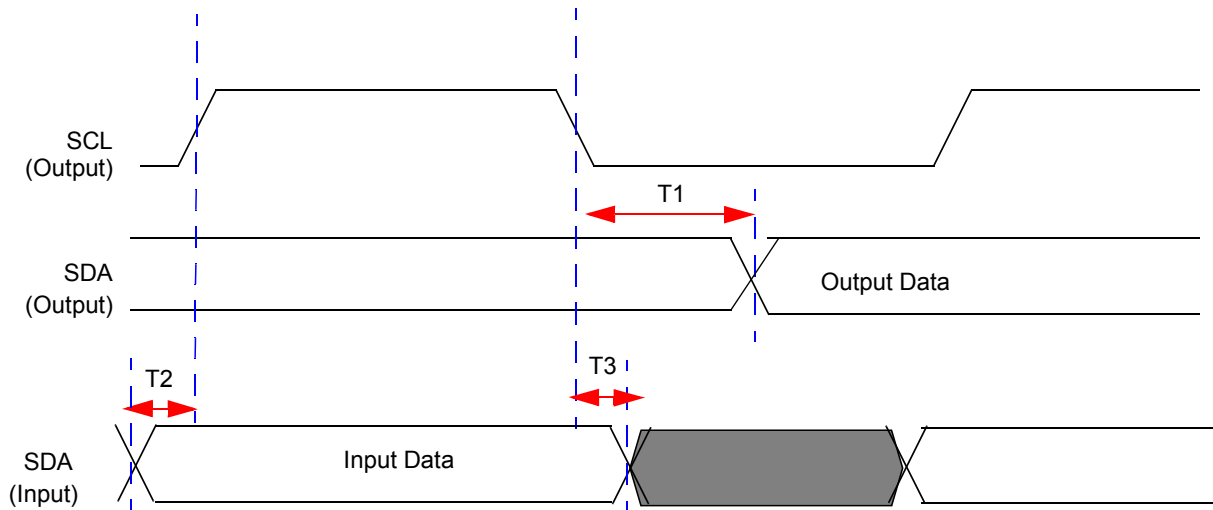 SCL
(Output)
T1
SDA
(Output)
Output Data
T2
T3
SDA
(Input)
Input Data